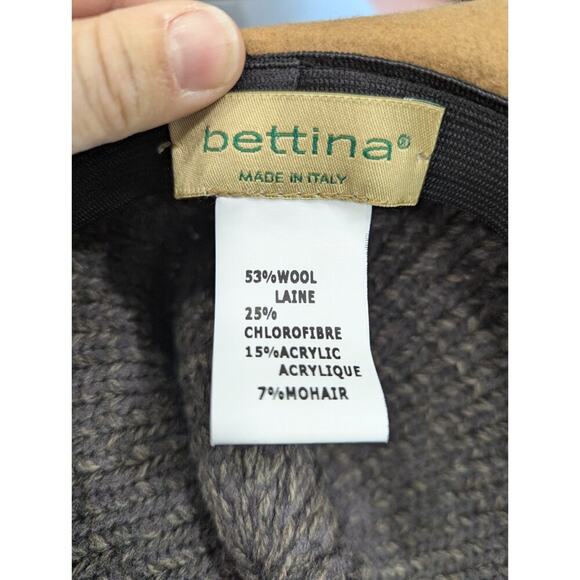 bettina®
MADE IN ITALY
53%WOOL
LAINE
25%
CHLOROFIBRE
15%ACRYLIC
ACRYLIQUE
7%MOHAIR